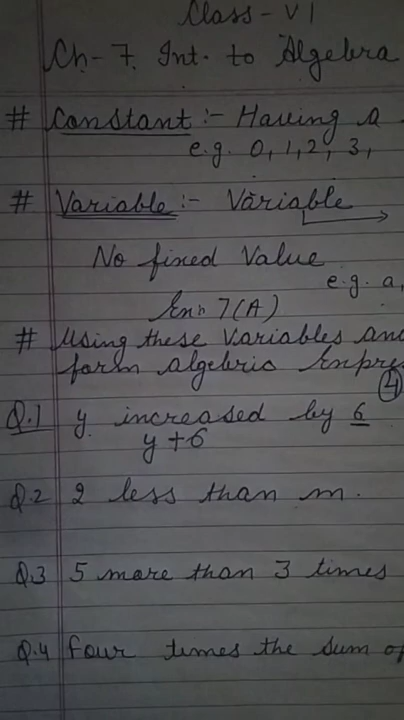 Class - VI
Ch- 7. Int. to Algebra
# Constant :- Having a
e.g. 0, 1, 2, 3,
# Variable :- Variable
No fixed Value
e.g. a,
Exn 7(A)
# Using these Variables and
form algebric Expre
4
Q.1 y increased by 6
y + 6
Q.2 2 less than m.
Q.3 5 more than 3 times
Q.4 four times the sum of